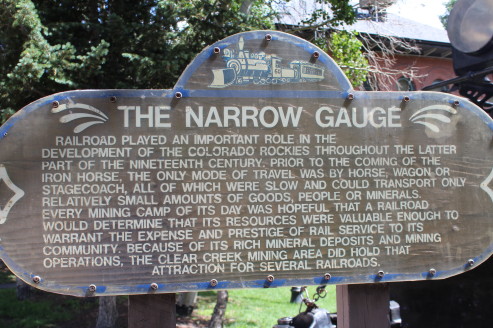 THE NARROW GAUGE
RAILROAD PLAYED AN IMPORTANT RÔLE IN THE
DEVELOPMENT OF THE COLORADO ROCKIES THROUGHOUT THE LATTER
PART OF THE NINETEENTH CENTURY. PRIOR TO THE COMING OF THE
IRON HORSE, THE ONLY MODE OF TRAVEL WAS BY HORSE, WAGON OR
STAGECOACH, ALL OF WHICH WERE SLOW AND COULD TRANSPORT ONLY
RELATIVELY SMALL AMOUNTS OF GOODS, PEOPLE OR MINERALS.
EVERY MINING CAMP OF ITS DAY WAS HOPEFUL THAT A RAILROAD
WOULD DETERMINE THAT ITS RESOURCES WERE VALUABLE ENOUGH TO
WARRANT THE EXPENSE AND PRESTIGE OF RAIL SERVICE TO ITS
COMMUNITY. BECAUSE OF ITS RICH MINERAL DEPOSITS AND MINING
OPERATIONS, THE CLEAR CREEK MINING AREA DID HOLD THAT
ATTRACTION FOR SEVERAL RAILROADS.